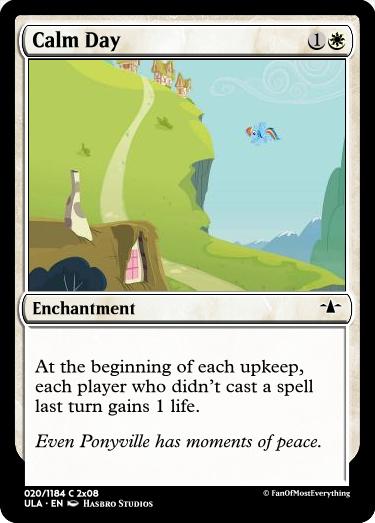 Calm Day 1
Enchantment
At the beginning of each upkeep,
each player who didn't cast a spell
last turn gains 1 life.
Even Ponyville has moments of peace.
020/1184 C 2x08
ULA • EN Hasbro Studios © FanOfMostEverything